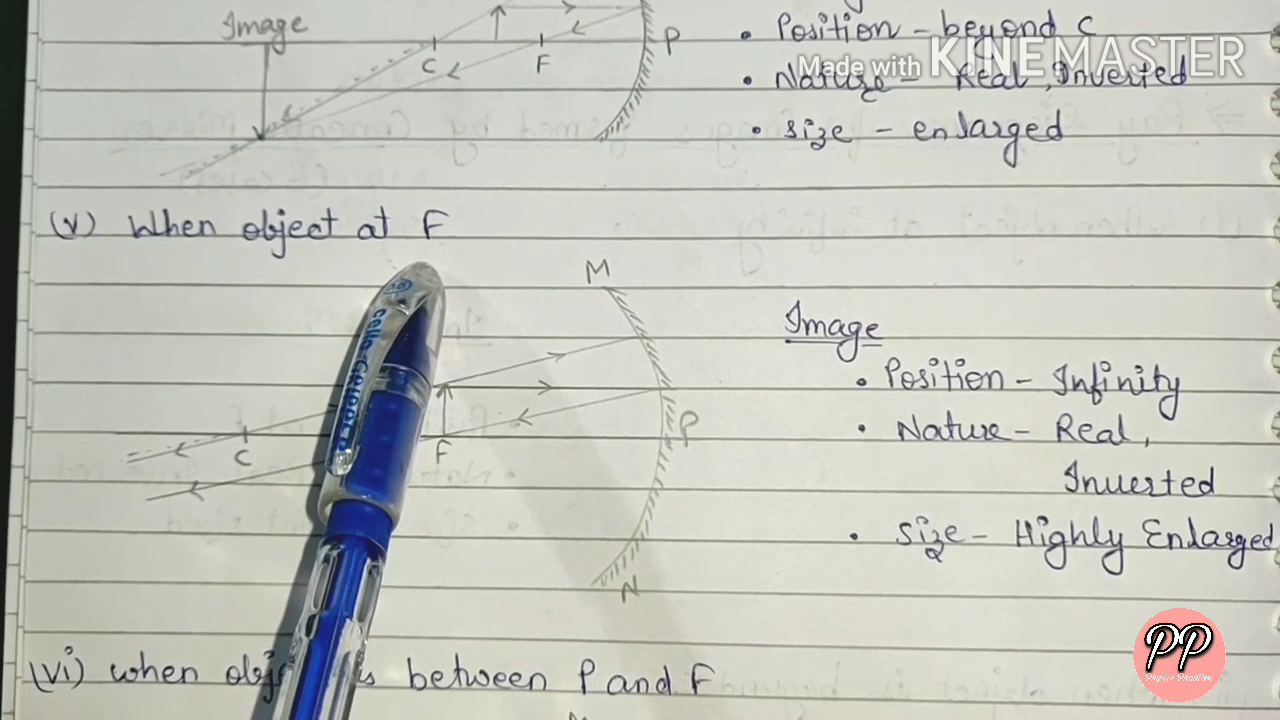 Image
C
F
P
• Position - beyond C
Made with KINEMASTER
• Nature - Real, Inverted
• Size - enlarged
(v) When object at F
M
C
F
P
N
Image
• Position - Infinity
• Nature - Real,
Inverted
• Size - Highly Enlarged
PP
(vi) when is between P and F